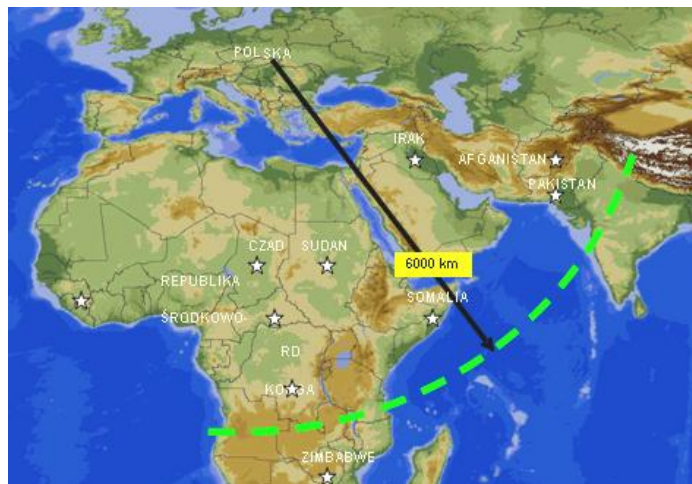 POLSKA
IRAK
AFGANISTAN
PAKISTAN
CZAD
SUDAN
6000 km
REPUBLIKA
SOMALIA
ŚRODKOWO-
RD
KONGA
ZIMBABWE